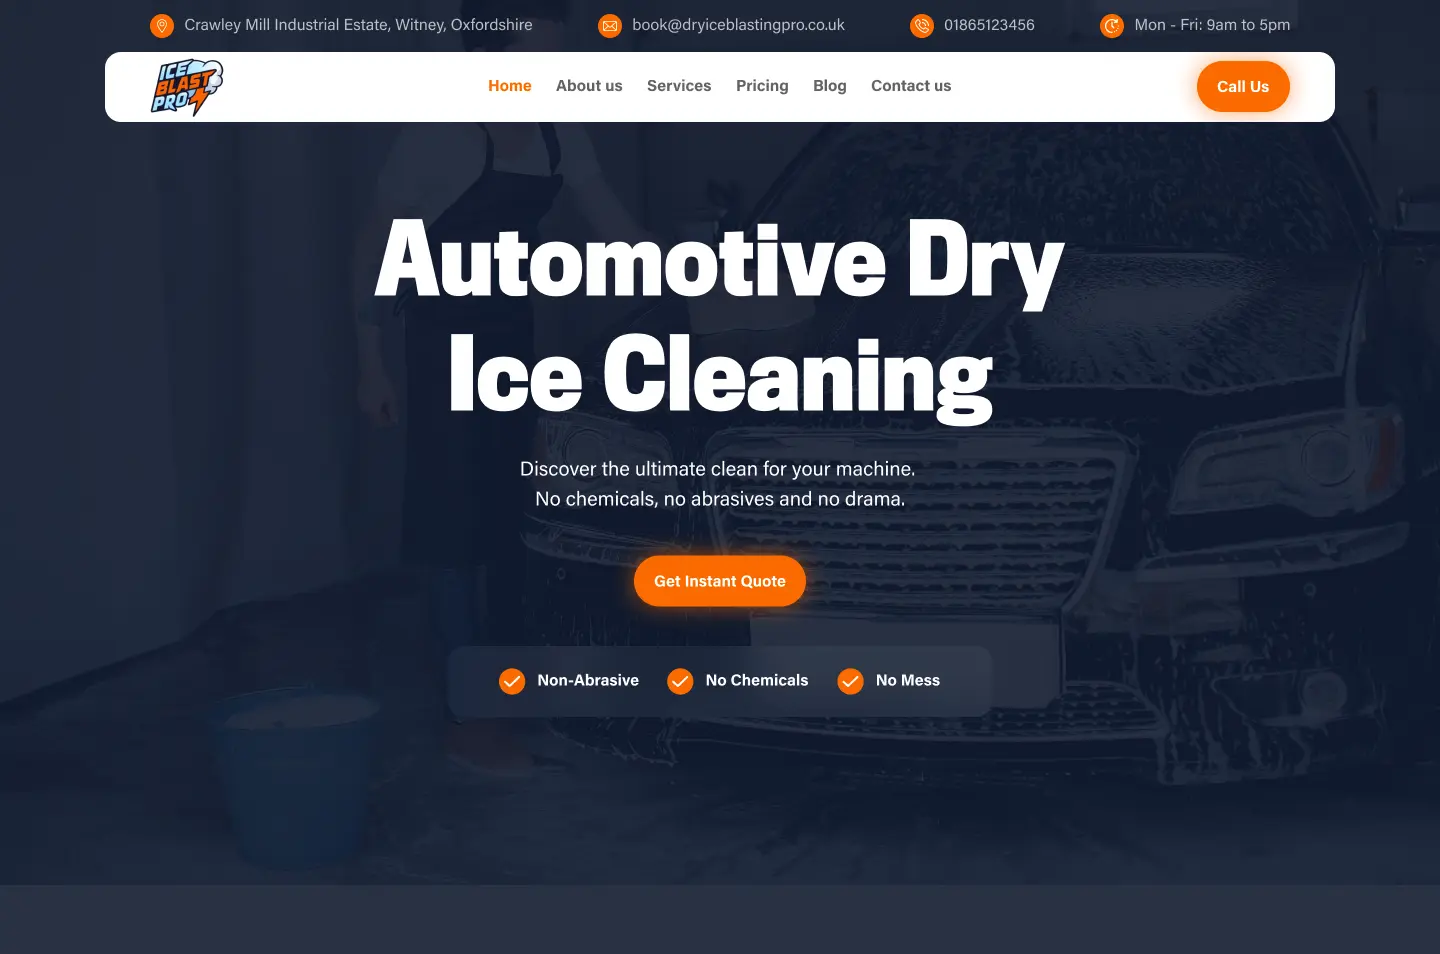 Crawley Mill Industrial Estate, Witney, Oxfordshire
book@dryiceblastingpro.co.uk
01865123456
Mon - Fri: 9am to 5pm
ICE
BLAST
PRO
Home
About us
Services
Pricing
Blog
Contact us
Call Us
Automotive Dry
Ice Cleaning
Discover the ultimate clean for your machine.
No chemicals, no abrasives and no drama.
Get Instant Quote
Non-Abrasive
No Chemicals
No Mess